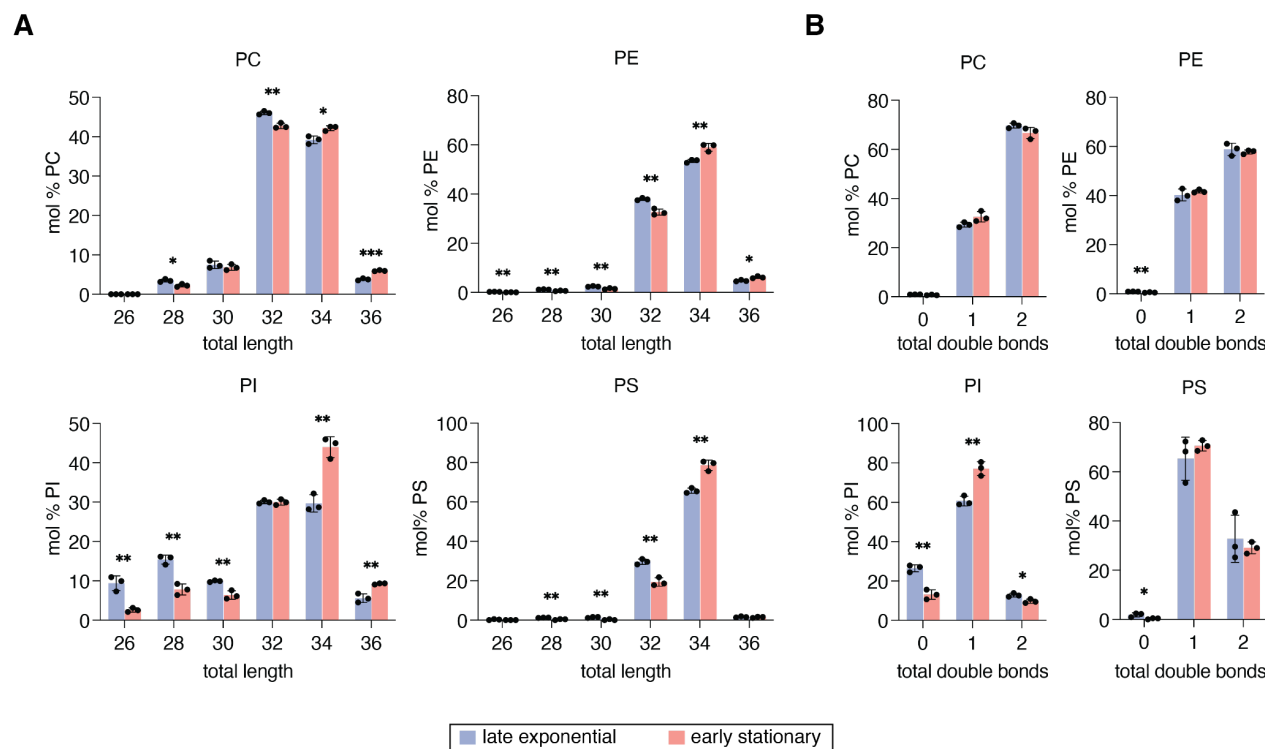 A
B
PC
PE
PC
PE
mol % PC
50
40
30
20
10
0
** * * ***
26 28 30 32 34 36
total length
mol % PE
80
60
40
20
0
** ** ** ** ** *
26 28 30 32 34 36
total length
mol % PC
80
60
40
20
0
0 1 2
total double bonds
mol % PE
80
60
40
20
0
**
0 1 2
total double bonds
PI
PS
PI
PS
mol % PI
50
40
30
20
10
0
** ** ** ** **
26 28 30 32 34 36
total length
mol% PS
100
80
60
40
20
0
** ** ** **
26 28 30 32 34 36
total length
mol % PI
100
80
60
40
20
0
** ** *
0 1 2
total double bonds
mol% PS
80
60
40
20
0
*
0 1 2
total double bonds
late exponential early stationary